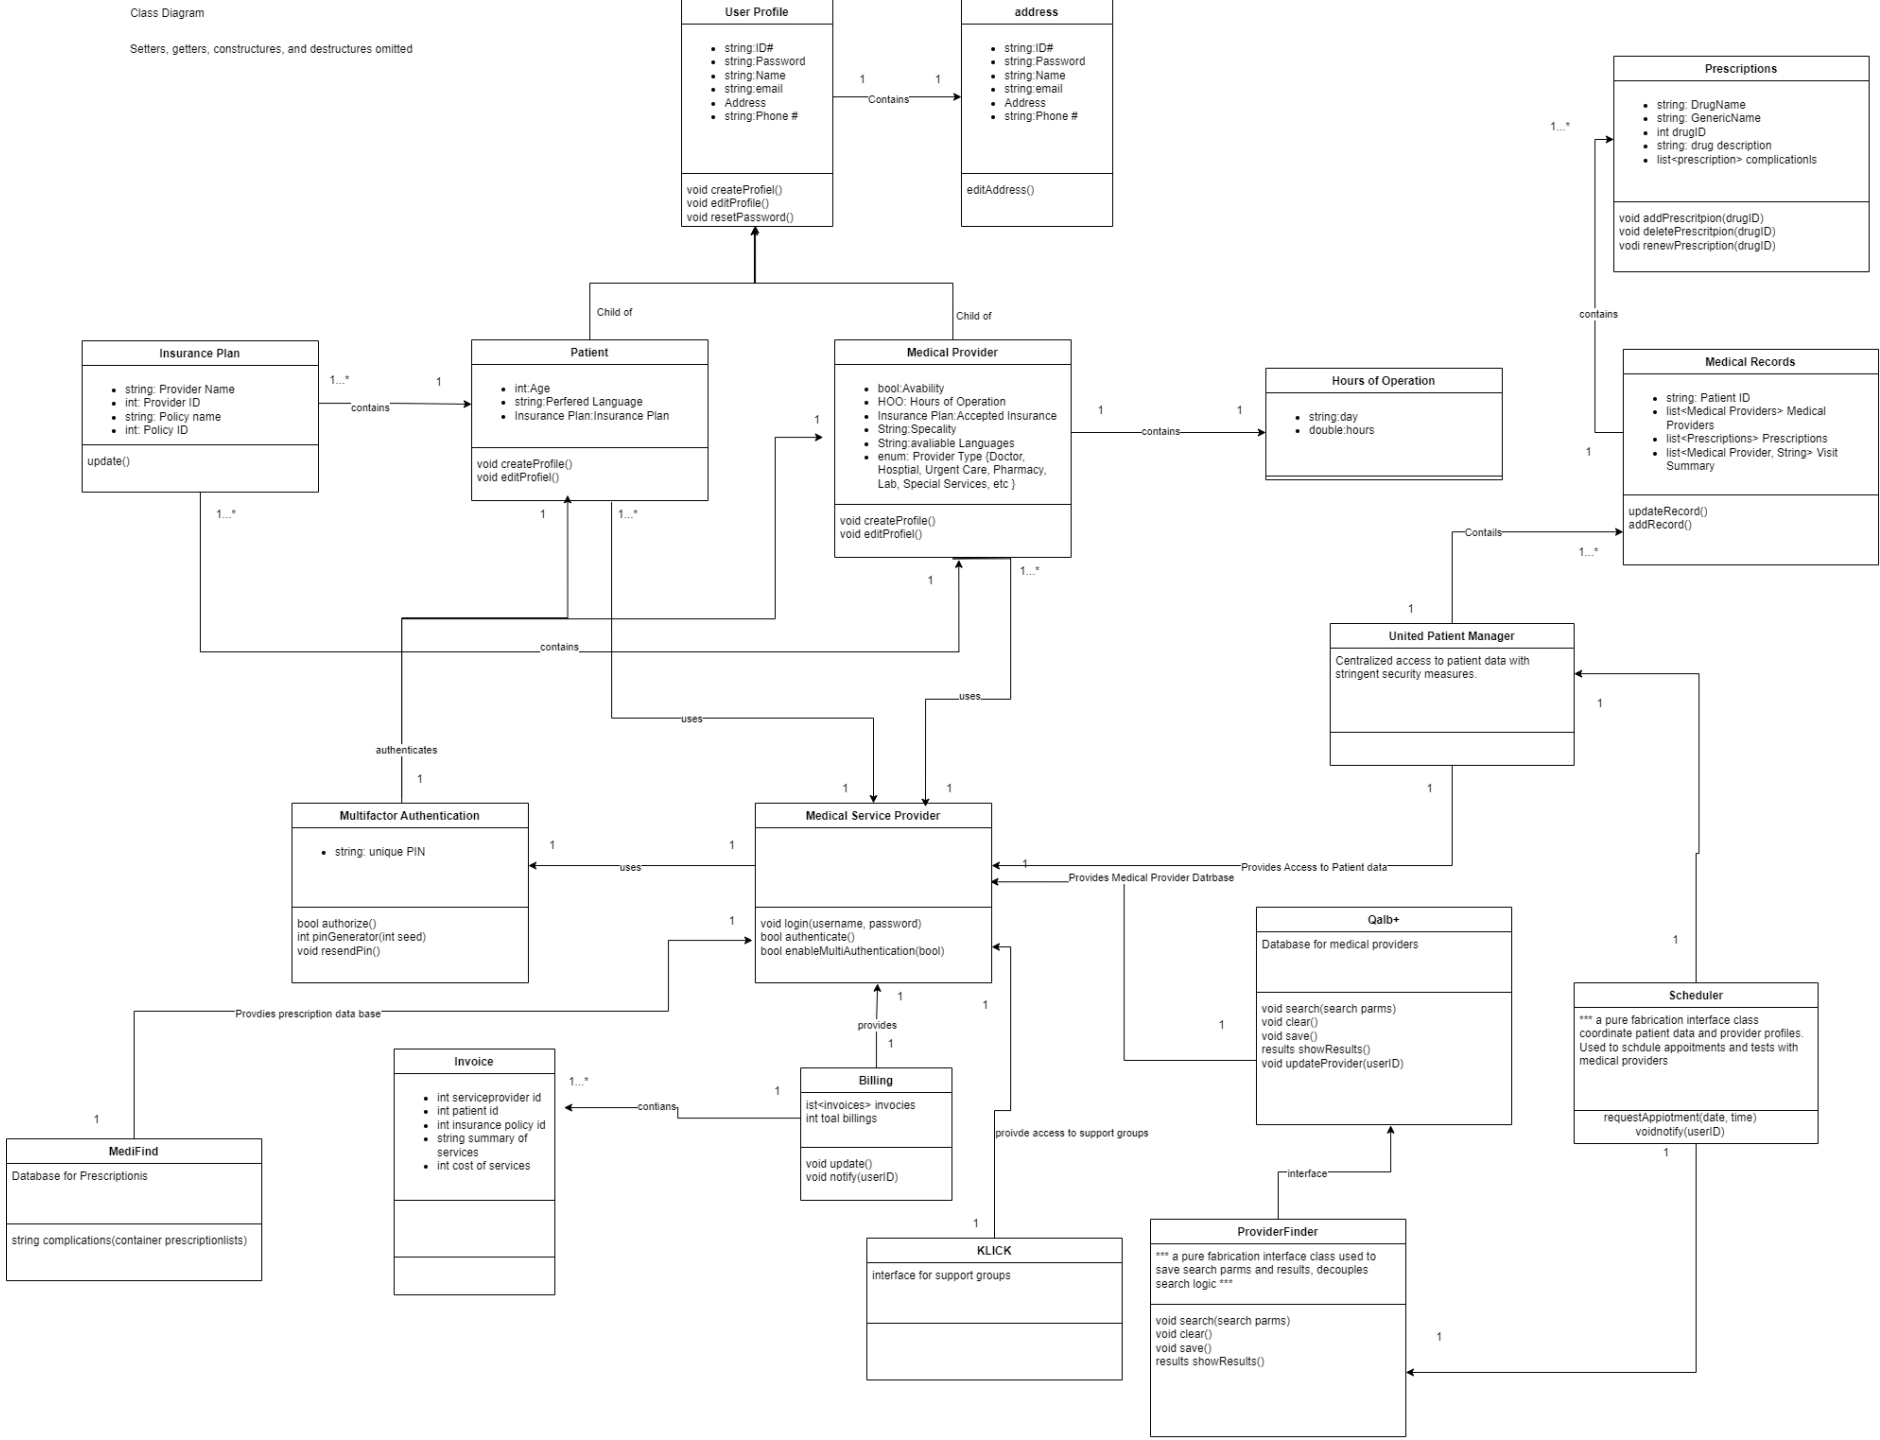 Class Diagram
Setters, getters, constructures, and destructures omitted
User Profile
string:ID#
string:Password
string:Name
string:email
Address
string:Phone #
void createProfiel()
void editProfile()
void resetPassword()
1
1
Contains
address
string:ID#
string:Password
string:Name
string:email
Address
string:Phone #
editAddress()
Prescriptions
string: DrugName
string: GenericName
int drugID
string: drug description
list<prescription> complicationls
void addPrescritpion(drugID)
void deletePrescritpion(drugID)
vodi renewPrescription(drugID)
1...*
contains
1
Child of
Child of
Insurance Plan
string: Provider Name
int: Provider ID
string: Policy name
int: Policy ID
update()
1...*
1
contains
Patient
int:Age
string:Perfered Language
Insurance Plan:Insurance Plan
void createProfile()
void editProfiel()
Medical Provider
bool:Avability
HOO: Hours of Operation
Insurance Plan:Accepted Insurance
String:Specality
String:avaliable Languages
enum: Provider Type {Doctor,
Hosptial, Urgent Care, Pharmacy,
Lab, Special Services, etc }
void createProfile()
void editProfiel()
1
1
1
contains
Hours of Operation
string:day
double:hours
Medical Records
string: Patient ID
list<Medical Providers> Medical
Providers
list<Prescriptions> Prescriptions
list<Medical Provider, String> Visit
Summary
updateRecord()
addRecord()
1...*
1
1...*
1
1...*
contains
uses
uses
authenticates
1
1
1
Contails
1...*
1
United Patient Manager
Centralized access to patient data with
stringent security measures.
1
1
Multifactor Authentication
string: unique PIN
bool authorize()
int pinGenerator(int seed)
void resendPin()
1
1
uses
Medical Service Provider
void login(username, password)
bool authenticate()
bool enableMultiAuthentication(bool)
1
1
Provides Access to Patient data
Provides Medical Provider Datrbase
Qalb+
Database for medical providers
void search(search parms)
void clear()
void save()
results showResults()
void updateProvider(userID)
1
1
Scheduler
*** a pure fabrication interface class
coordinate patient data and provider profiles.
Used to schdule appoitments and tests with
medical providers
requestAppiotment(date, time)
voidnotify(userID)
1
Provdies prescription data base
1
1
provides
1
Invoice
int serviceprovider id
int patient id
int insurance policy id
string summary of
services
int cost of services
1...*
1
contians
Billing
ist<invoices> invocies
int toal billings
void update()
void notify(userID)
proivde access to support groups
1
MediFind
Database for Prescriptionis
string complications(container prescriptionlists)
1
KLICK
interface for support groups
interface
ProviderFinder
*** a pure fabrication interface class used to
save search parms and results, decouples
search logic ***
void search(search parms)
void clear()
void save()
results showResults()
1